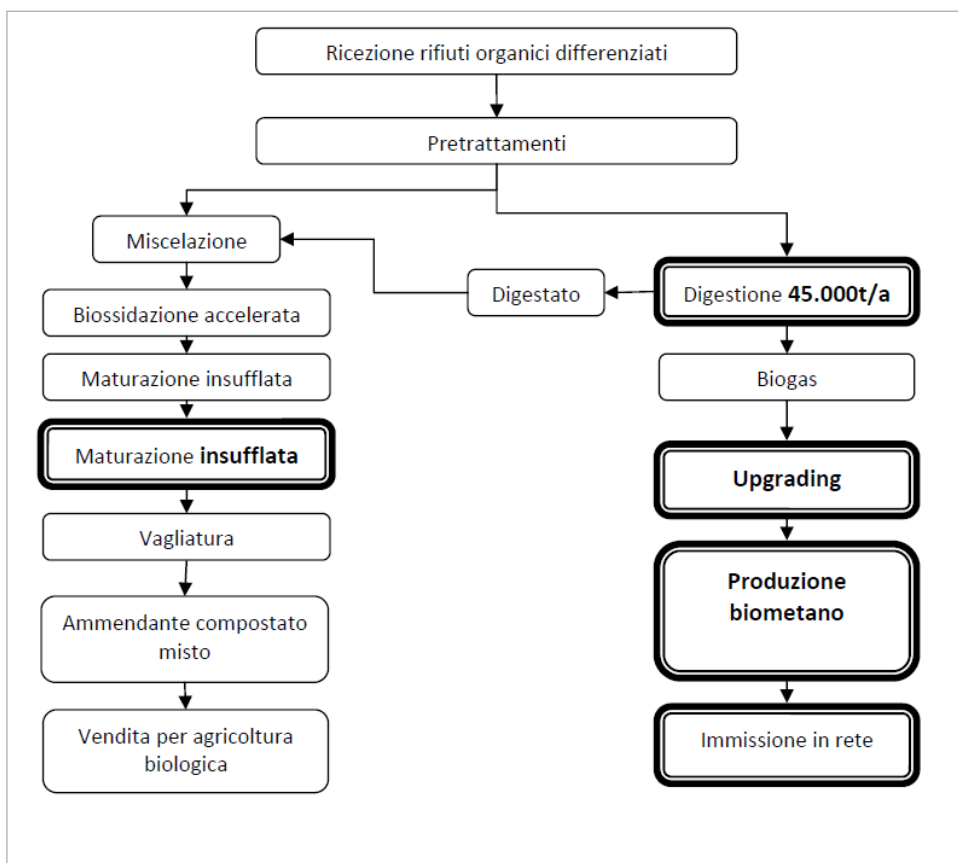 Ricezione rifiuti organici differenziati
Pretrattamenti
Miscelazione
Digestato
Digestione 45.000t/a
Biossidazione accelerata
Maturazione insufflata
Biogas
Maturazione insufflata
Upgrading
Vagliatura
Produzione
biometano
Ammendante compostato
misto
Vendita per agricoltura
biologica
Immissione in rete